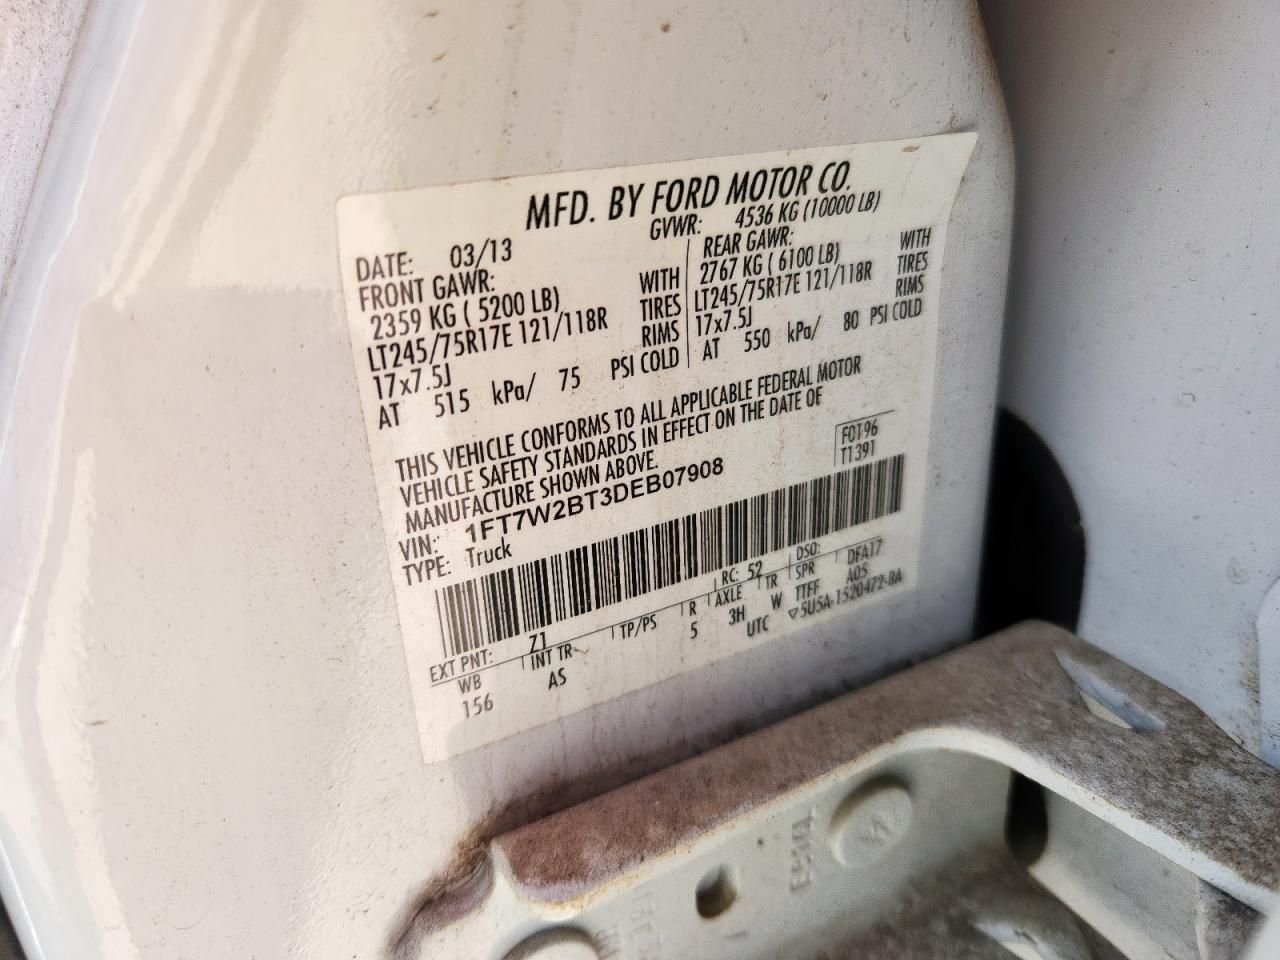 MFD. BY FORD MOTOR CO.
DATE: 03/13
GVWR: 4536 KG (10000 LB)
FRONT GAWR:
2359 KG ( 5200 LB) WITH
LT245/75R17E 121/118R TIRES
17x7.5J RIMS
AT 515 kPa/ 75 PSI COLD
REAR GAWR:
2767 KG ( 6100 LB) WITH
LT245/75R17E 121/118R TIRES
17x7.5J RIMS
AT 550 kPa/ 80 PSI COLD
THIS VEHICLE CONFORMS TO ALL APPLICABLE FEDERAL MOTOR
VEHICLE SAFETY STANDARDS IN EFFECT ON THE DATE OF
MANUFACTURE SHOWN ABOVE.
F0196
T1391
VIN: 1FT7W2BT3DEB07908
TYPE: Truck
EXT PNT: Z1 RC: 52 DSO:
WB INT TR TP/PS R AXLE TR SPR DFA17
156 AS 5 3H W TTFF A05
UTC ▽5U5A-1520472-BA